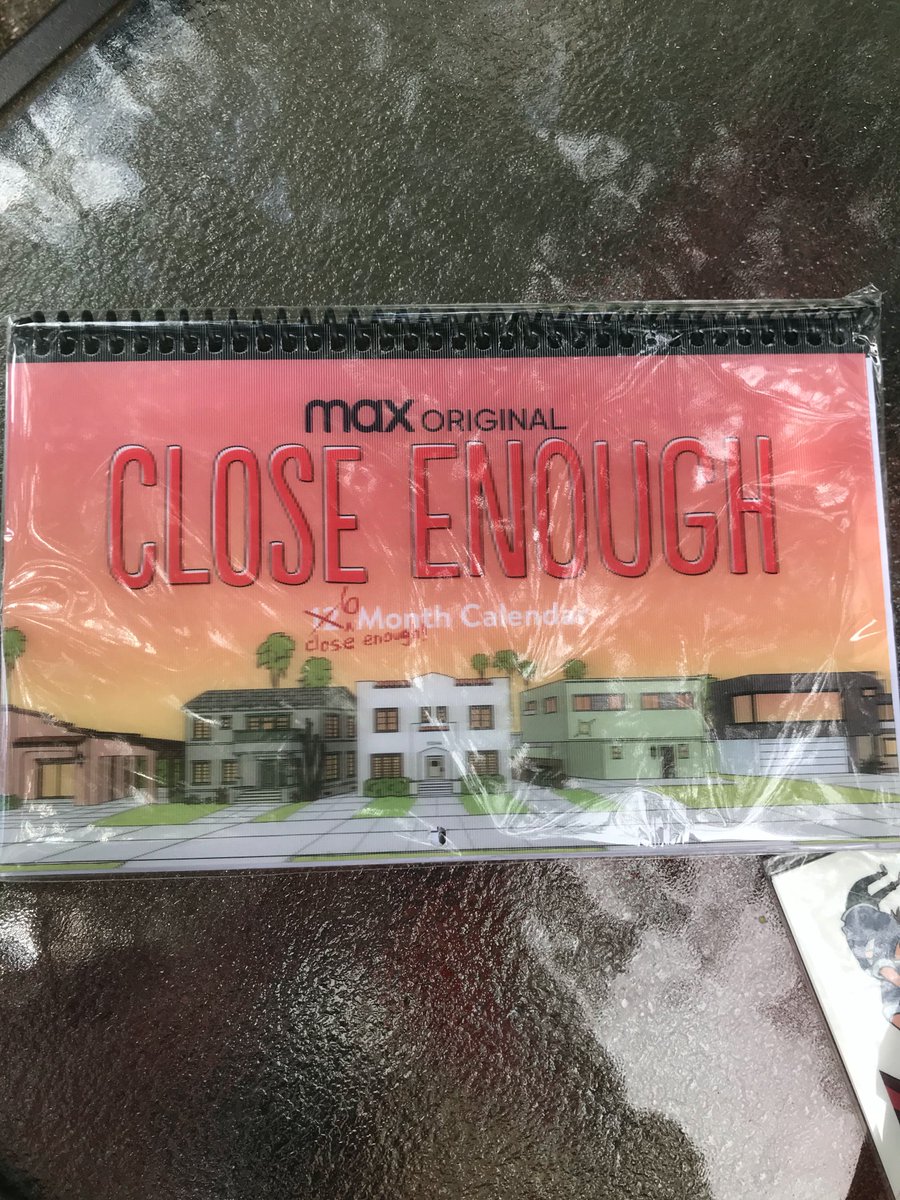 max ORIGINAL
CLOSE ENOUGH
12 6 Month Calendar
close enough!